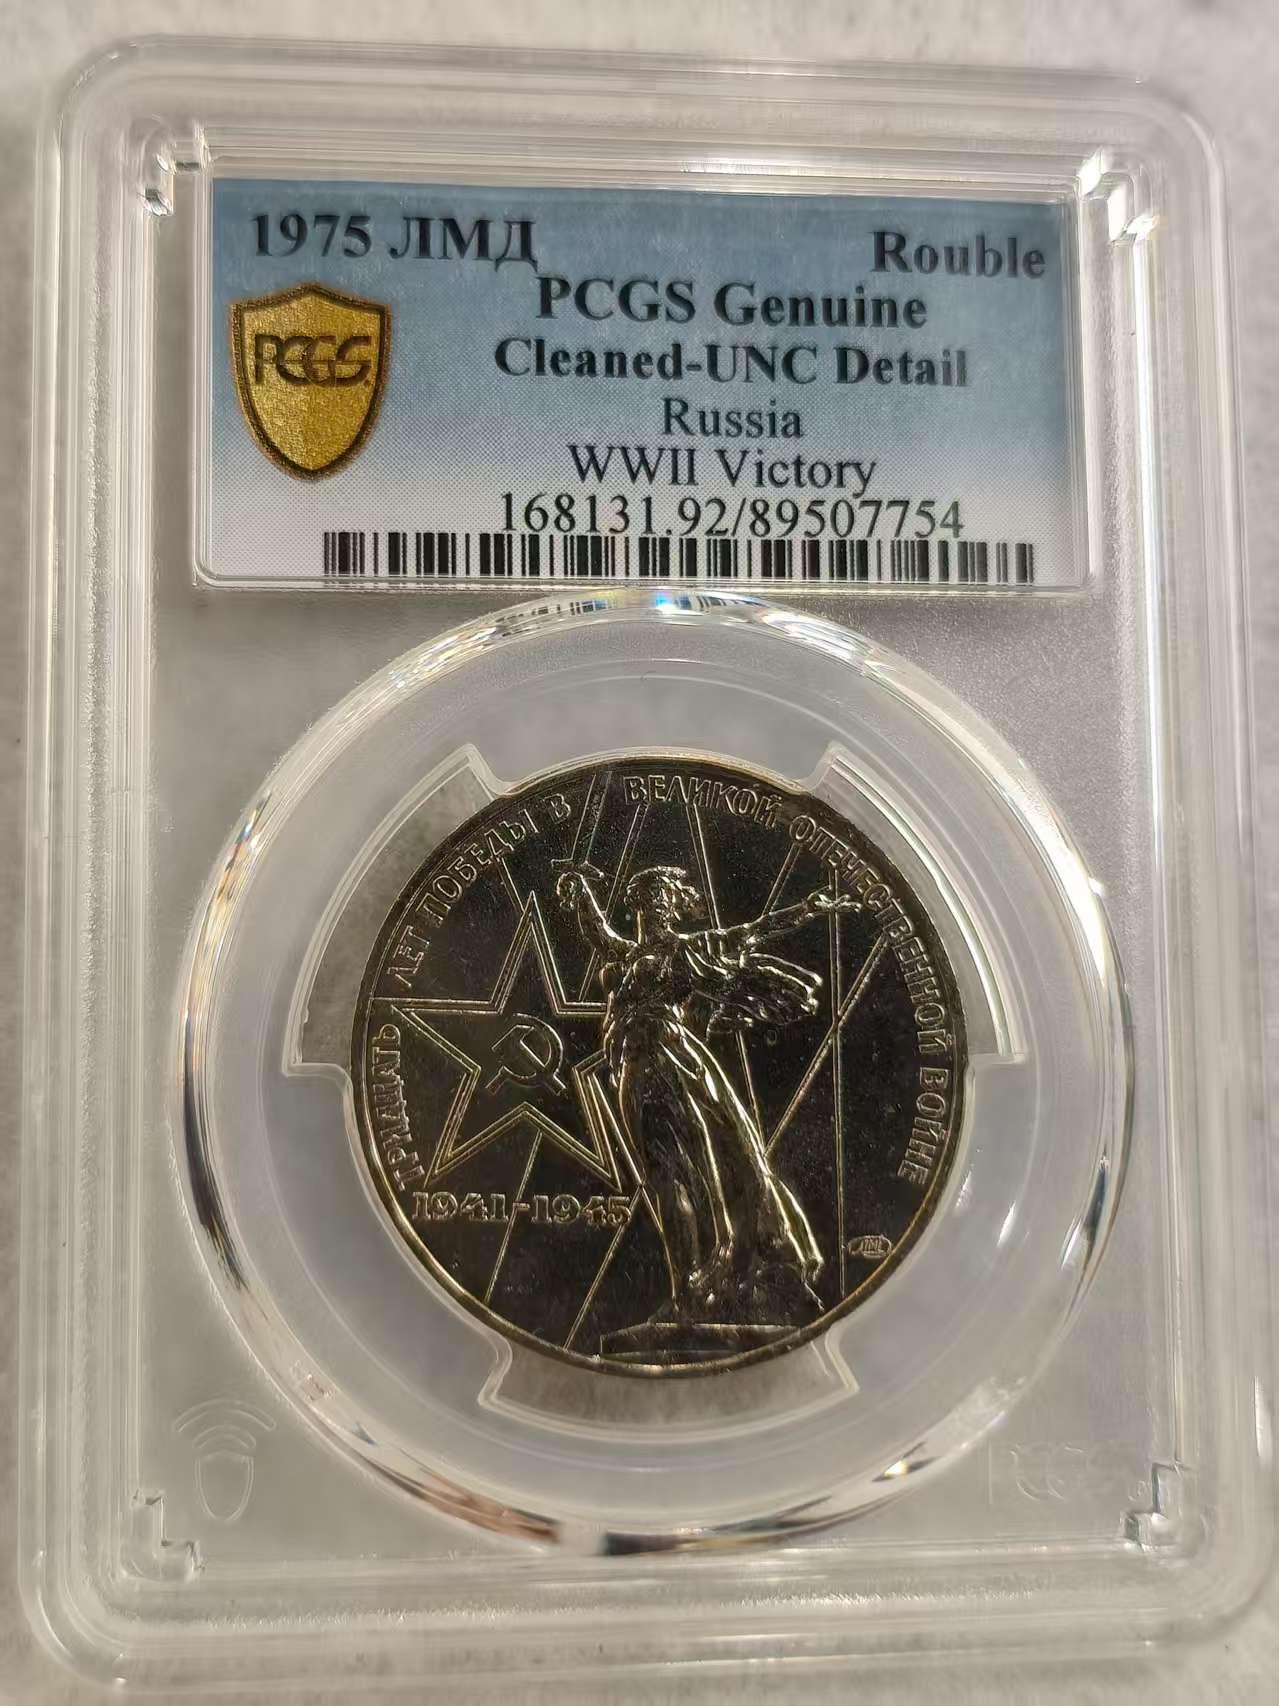 1975 ЛМД Rouble
PCGS Genuine
Cleaned-UNC Detail
Russia
WWII Victory
168131.92/89507754
PCGS
ТРИДЦАТЬ ЛЕТ ПОБЕДЫ В ВЕЛИКОЙ ОТЕЧЕСТВЕННОЙ ВОЙНЕ
1941-1945
PCGS